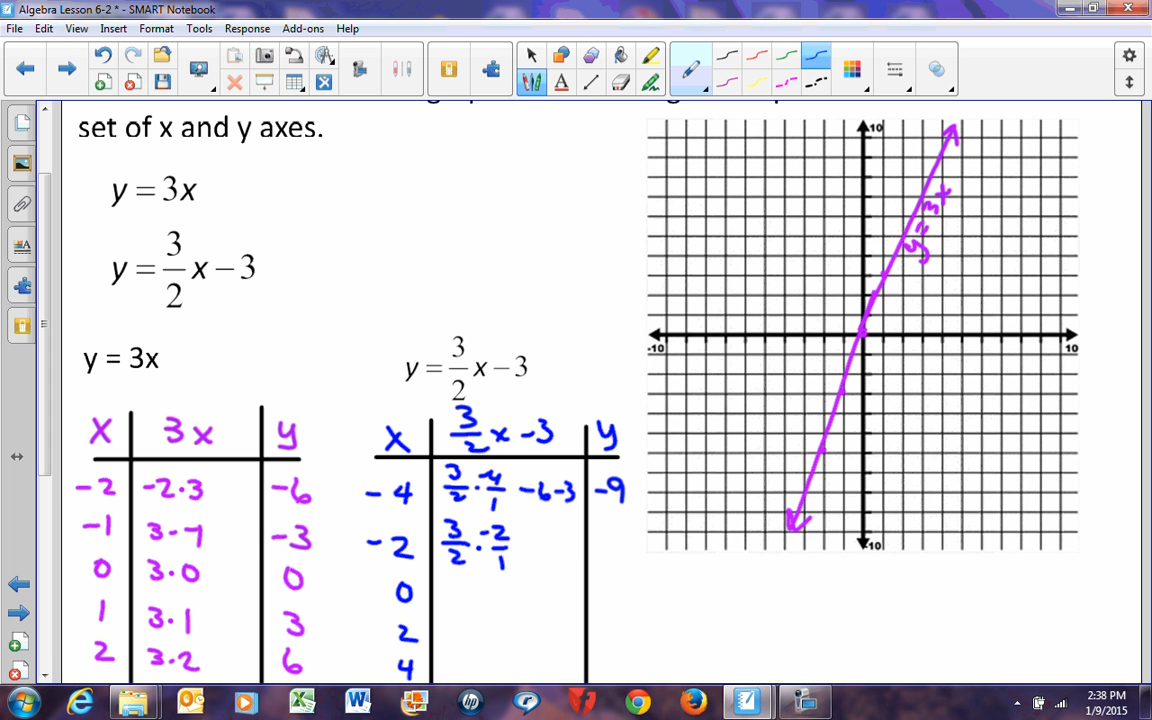 Algebra Lesson 6-2 * - SMART Notebook
File Edit View Insert Format Tools Response Add-ons Help
set of x and y axes.
y = 3x
y = 3/2 x − 3
y = 3x
y = 3/2 x − 3
x 3x y
-2 -2·3 -6
-1 3·-1 -3
0 3·0 0
1 3·1 3
2 3·2 6
x 3/2 x -3 y
-4 3/2 · -4/1 -6-3 -9
-2 3/2 · -2/1
0
2
4
10
y=3x
-10 10
-10
2:38 PM
1/9/2015